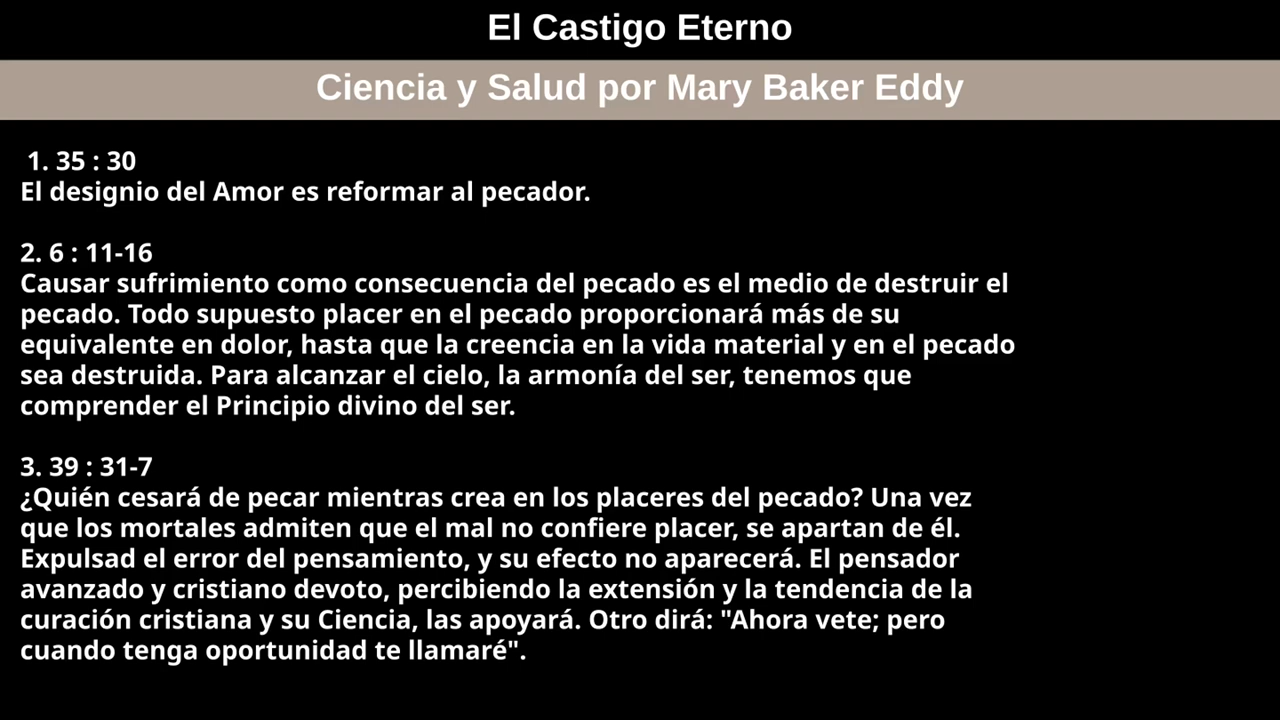 El Castigo Eterno
Ciencia y Salud por Mary Baker Eddy
1. 35 : 30
El designio del Amor es reformar al pecador.
2. 6 : 11-16
Causar sufrimiento como consecuencia del pecado es el medio de destruir el
pecado. Todo supuesto placer en el pecado proporcionará más de su
equivalente en dolor, hasta que la creencia en la vida material y en el pecado
sea destruida. Para alcanzar el cielo, la armonía del ser, tenemos que
comprender el Principio divino del ser.
3. 39 : 31-7
¿Quién cesará de pecar mientras crea en los placeres del pecado? Una vez
que los mortales admiten que el mal no confiere placer, se apartan de él.
Expulsad el error del pensamiento, y su efecto no aparecerá. El pensador
avanzado y cristiano devoto, percibiendo la extensión y la tendencia de la
curación cristiana y su Ciencia, las apoyará. Otro dirá: "Ahora vete; pero
cuando tenga oportunidad te llamaré".